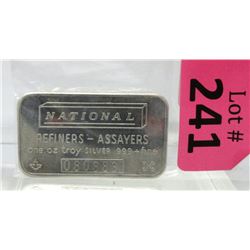 NATIONAL
REFINERS - ASSAYERS
one oz troy SILVER 999+ fine
Lot #
241